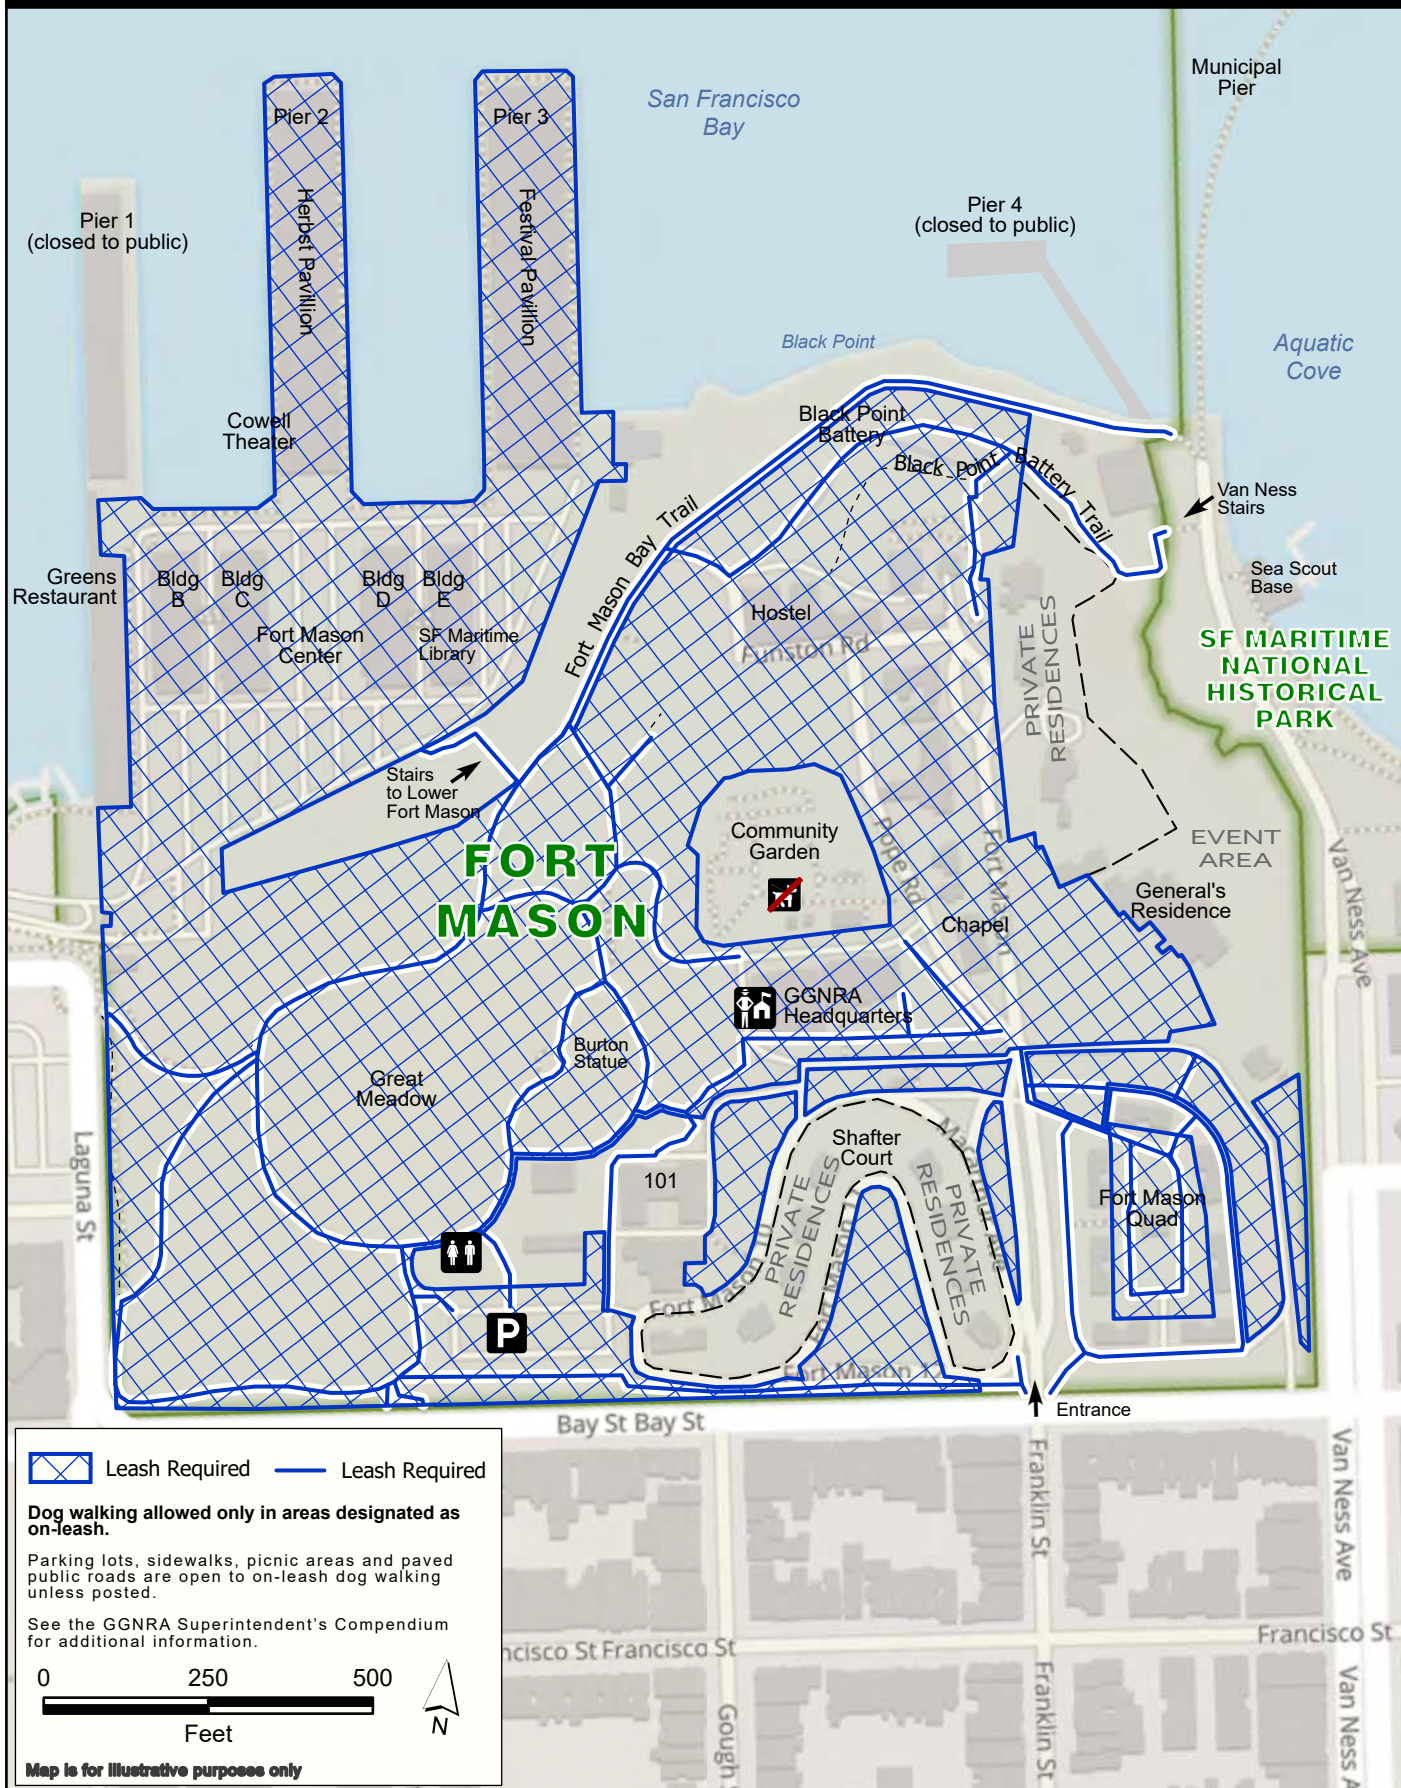 Municipal
Pier
San Francisco
Bay
Pier 2
Pier 3
Herbst Pavillion
Festival Pavillion
Pier 1
(closed to public)
Pier 4
(closed to public)
Black Point
Aquatic
Cove
Cowell
Theater
Black Point
Battery
Black Point Battery Trail
Van Ness
Stairs
Fort Mason Bay Trail
Greens
Restaurant
Bldg
B
Bldg
C
Bldg
D
Bldg
E
Sea Scout
Base
Fort Mason
Center
SF Maritime
Library
Hostel
Funston Rd
PRIVATE
RESIDENCES
SF MARITIME
NATIONAL
HISTORICAL
PARK
Stairs
to Lower
Fort Mason
Community
Garden
Pope Rd
Fort Mason
EVENT
AREA
Van Ness Ave
FORT
MASON
General's
Residence
Chapel
GGNRA
Headquarters
Burton
Statue
Great
Meadow
Laguna St
Shafter
Court
101
PRIVATE
RESIDENCES
PRIVATE
RESIDENCES
Fort Mason
Quad
Fort Mason 10
P
Entrance
Bay St Bay St
Leash Required
Leash Required
Dog walking allowed only in areas designated as
on-leash.
Parking lots, sidewalks, picnic areas and paved
public roads are open to on-leash dog walking
unless posted.
See the GGNRA Superintendent's Compendium
for additional information.
0 250 500
Feet
N
Map is for illustrative purposes only
Franklin St
Van Ness Ave
Francisco St
Francisco St
Gough
Franklin St
Van Ness